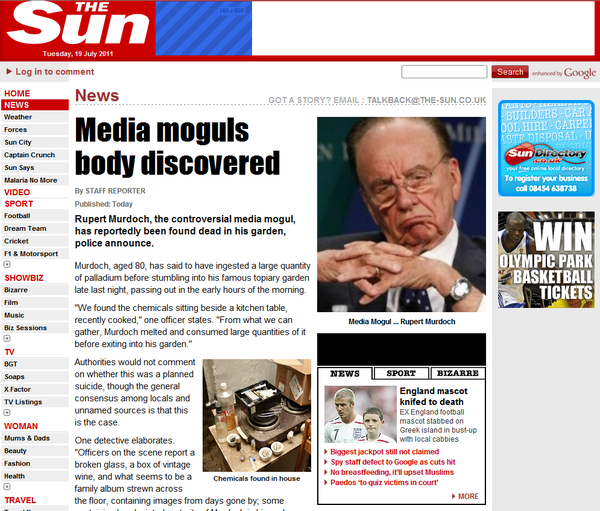 THE
Sun
Tuesday, 19 July 2011
Log in to comment
Search
enhanced by Google
HOME
NEWS
Weather
Forces
Sun City
Captain Crunch
Sun Says
Malaria No More
VIDEO
SPORT
Football
Dream Team
Cricket
F1 & Motorsport
SHOWBIZ
Bizarre
Film
Music
Biz Sessions
TV
BGT
Soaps
X Factor
TV Listings
WOMAN
Mums & Dads
Beauty
Fashion
Health
TRAVEL
News
GOT A STORY? EMAIL : TALKBACK@THE-SUN.CO.UK
Media moguls
body discovered
By STAFF REPORTER
Published: Today
Rupert Murdoch, the controversial media mogul,
has reportedly been found dead in his garden,
police announce.
Murdoch, aged 80, has said to have ingested a large quantity
of palladium before stumbling into his famous topiary garden
late last night, passing out in the early hours of the morning.
"We found the chemicals sitting beside a kitchen table,
recently cooked," one officer states. "From what we can
gather, Murdoch melted and consumed large quantities of it
before exiting into his garden."
Authorities would not comment
on whether this was a planned
suicide, though the general
consensus among locals and
unnamed sources is that this
is the case.
One detective elaborates.
"Officers on the scene report a
broken glass, a box of vintage
wine, and what seems to be a
family album strewn across
the floor, containing images from days gone by; some
Chemicals found in house
Media Mogul ... Rupert Murdoch
NEWS
SPORT
BIZARRE
England mascot
knifed to death
EX England football
mascot stabbed on
Greek island in bust-up
with local cabbies
Biggest jackpot still not claimed
Spy staff defect to Google as cuts hit
No breastfeeding, it'll upset Muslims
Paedos 'to quiz victims in court'
MORE
BUILDERS - CAR
OOL HIRE - CARPE
ASTE DISPOSAL - U
SunDirectory
.co.uk
your free online local directory
To register your business
call 08454 638738
WIN
OLYMPIC PARK
BASKETBALL
TICKETS